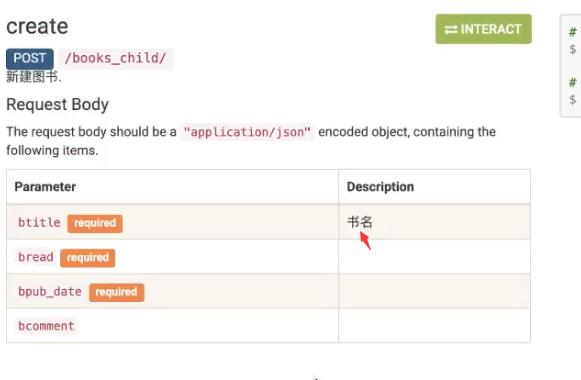 create
INTERACT
POST /books_child/
新建图书.
Request Body
The request body should be a "application/json" encoded object, containing the
following items.
Parameter Description
btitle required 书名
bread required
bpub_date required
bcomment
#
$
#
$